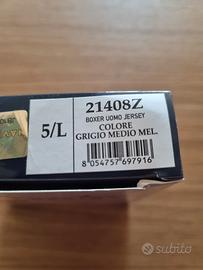 5/L
21408Z
BOXER UOMO JERSEY
COLORE
GRIGIO MEDIO MEL.
8 054757 697916
subito